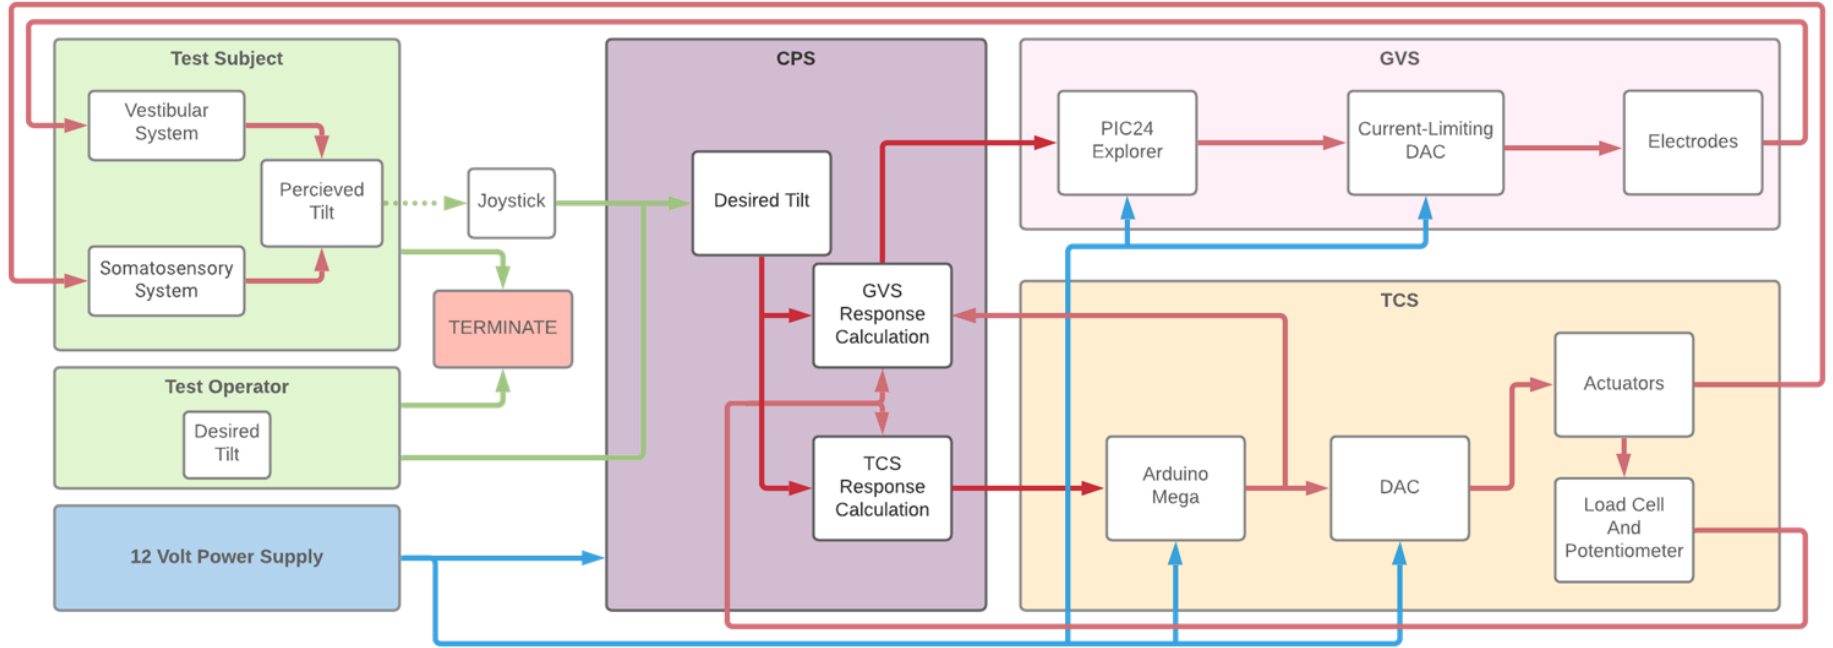 Test Subject
Vestibular
System
Percieved
Tilt
Somatosensory
System
Joystick
TERMINATE
Test Operator
Desired
Tilt
12 Volt Power Supply
CPS
Desired Tilt
GVS
Response
Calculation
TCS
Response
Calculation
GVS
PIC24
Explorer
Current-Limiting
DAC
Electrodes
TCS
Actuators
Arduino
Mega
DAC
Load Cell
And
Potentiometer